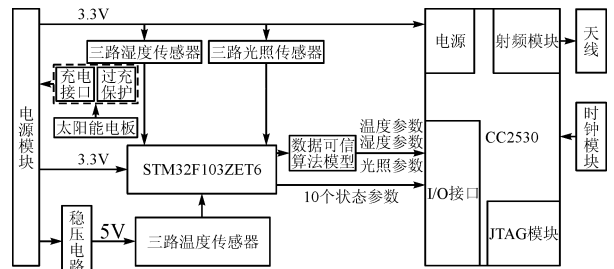 3.3V
三路湿度传感器
三路光照传感器
电源
射频模块
天线
充电
接口
过充
保护
太阳能电板
电源模块
3.3V
STM32F103ZET6
数据可信
算法模型
温度参数
湿度参数
光照参数
CC2530
时钟模块
I/O接口
10个状态参数
稳压电路
5V
三路温度传感器
JTAG模块